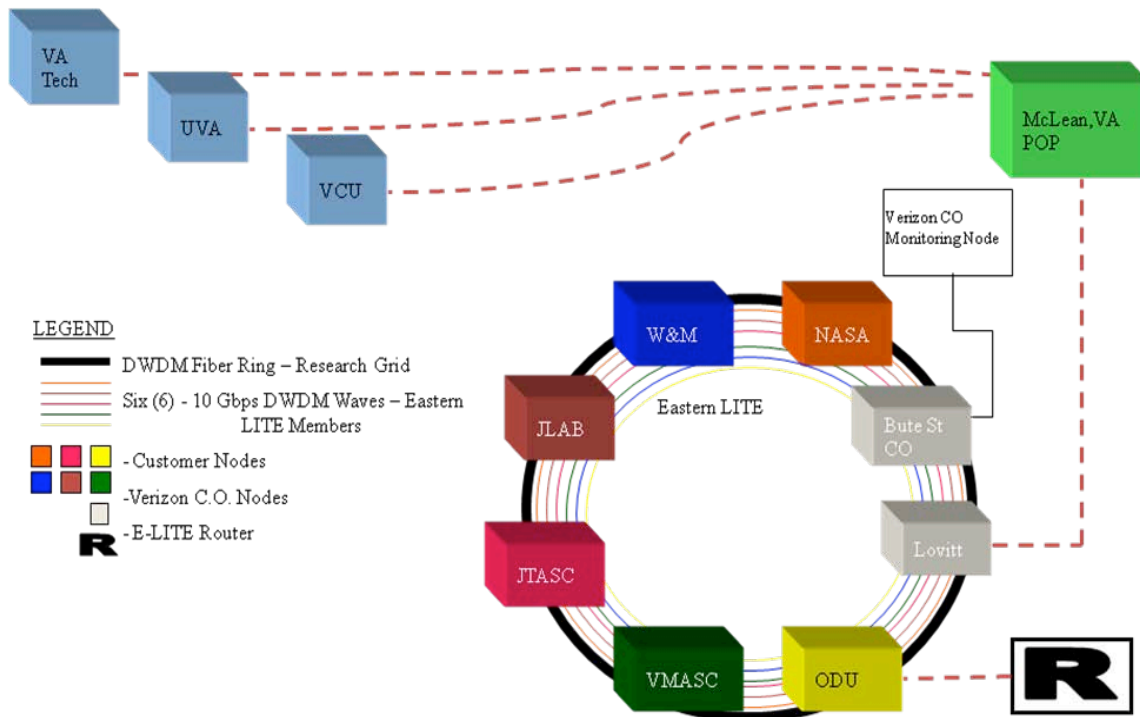 VA
Tech
UVA
VCU
McLean,VA
POP
Verizon CO
Monitoring Node
W&M
NASA
LEGEND
DWDM Fiber Ring – Research Grid
Six (6) - 10 Gbps DWDM Waves – Eastern
LITE Members
- Customer Nodes
-Verizon C.O. Nodes
- E-LITE Router
R
Eastern LITE
JLAB
Bute St
CO
JTASC
Lovitt
VMASC
ODU
R